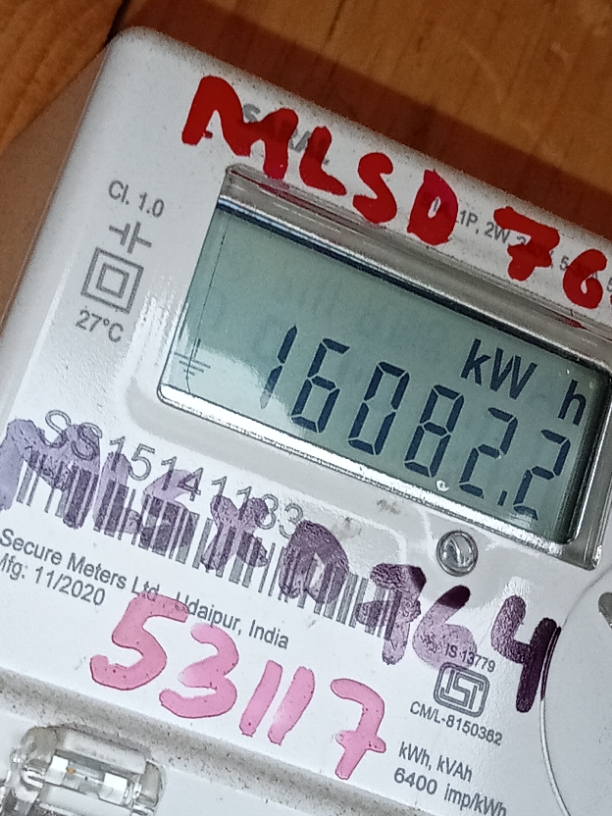 MLSD 76
1P, 2W
Cl. 1.0
27°C
kW h
16082.2
SS15141133
764
Secure Meters Ltd., Udaipur, India
Mfg: 11/2020
53117
IS 13779
CM/L-8150362
kWh, kVAh
6400 imp/kWh